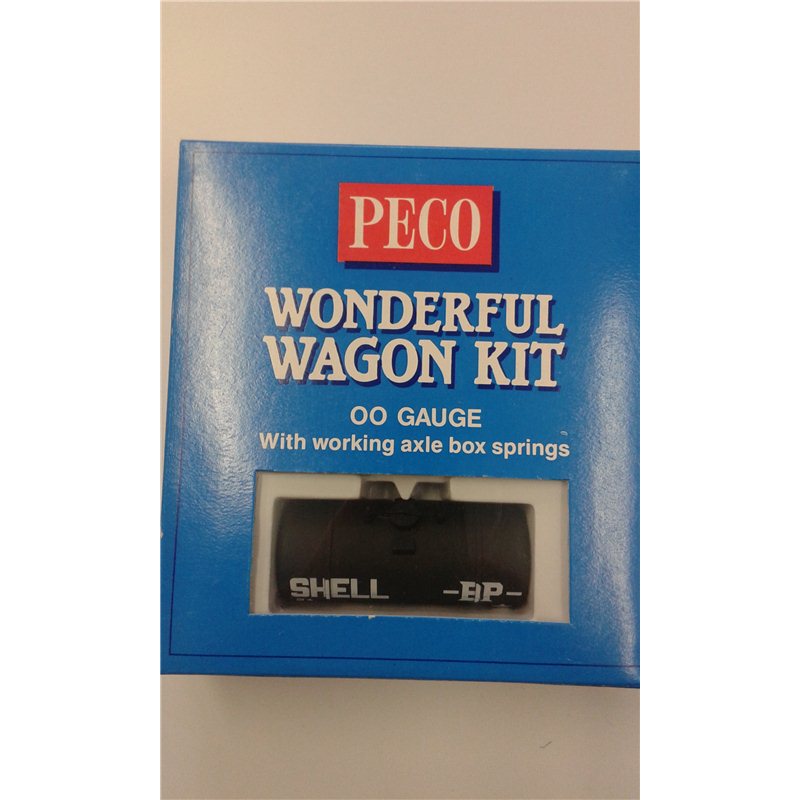 PECO
WONDERFUL
WAGON KIT
OO GAUGE
With working axle box springs
SHELL -BP-